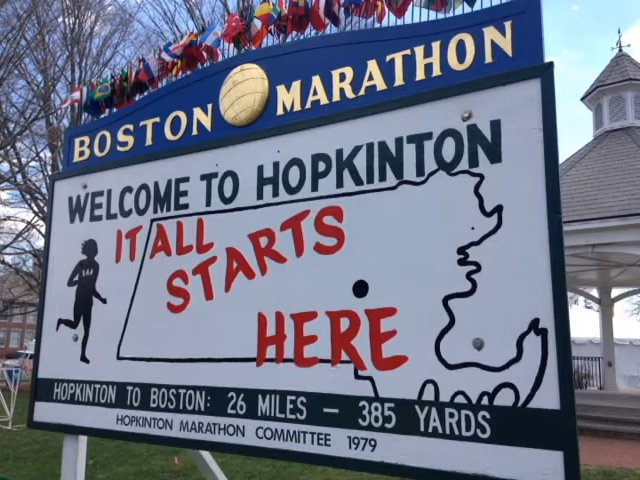 BOSTON MARATHON
WELCOME TO HOPKINTON
IT ALL
STARTS
HERE
HOPKINTON TO BOSTON: 26 MILES — 385 YARDS
HOPKINTON MARATHON COMMITTEE 1979